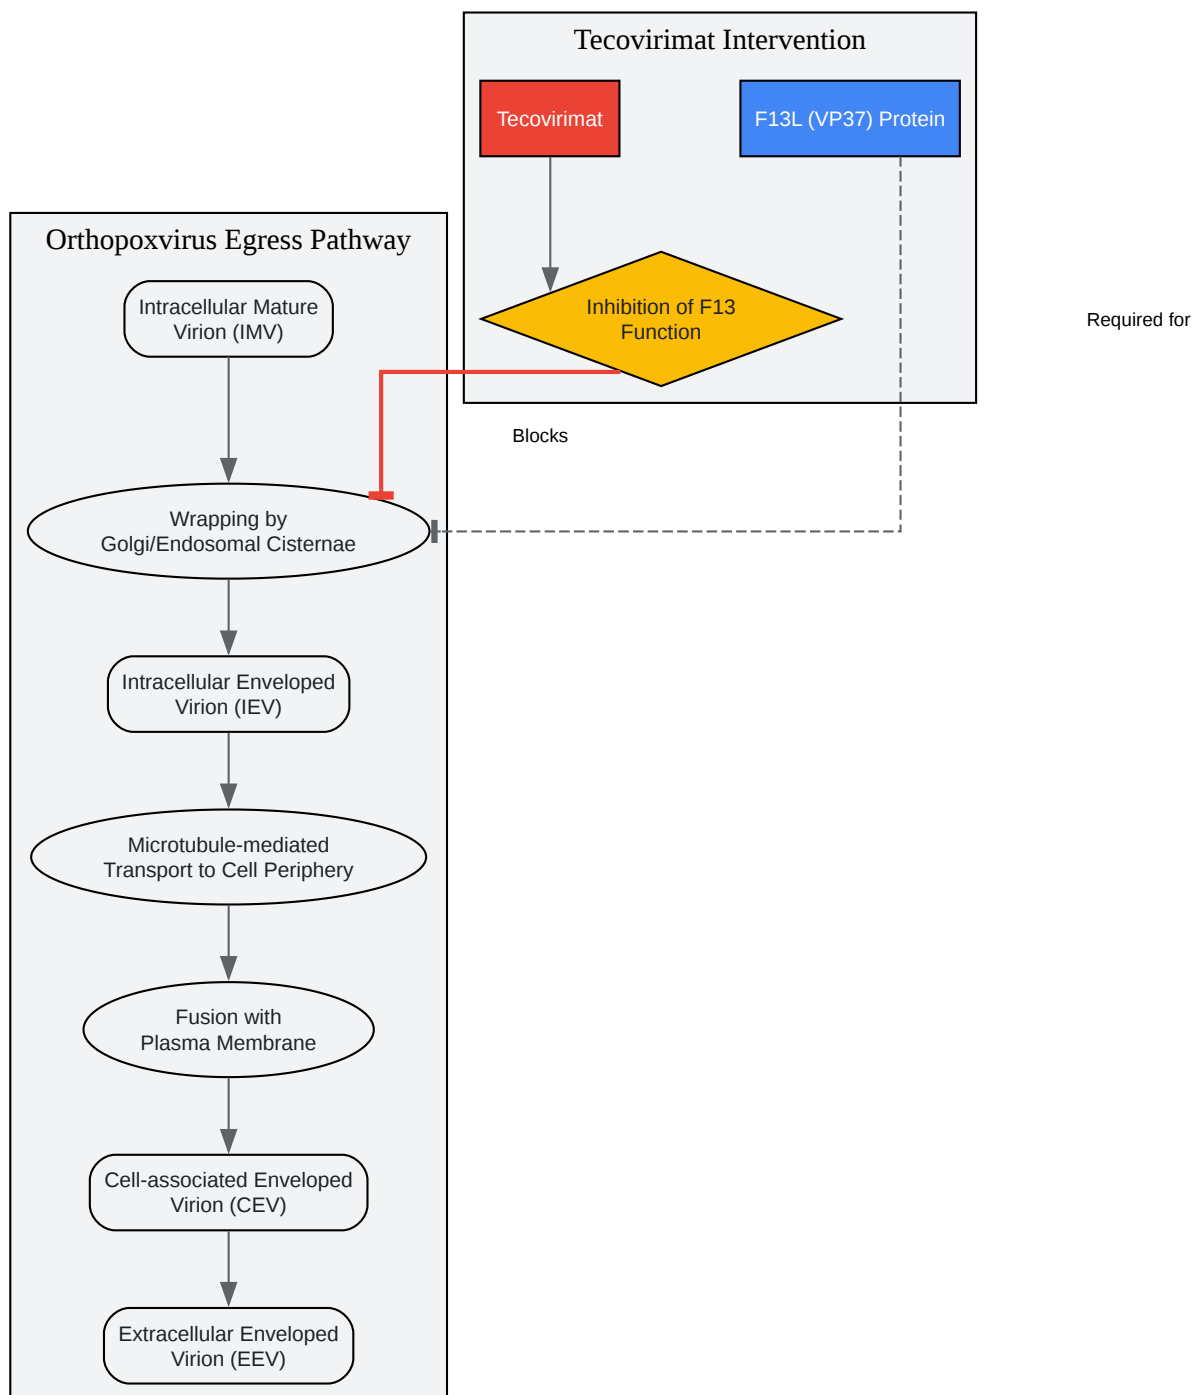 Tecovirimat Intervention
Tecovirimat
F13L (VP37) Protein
Orthopoxvirus Egress Pathway
Intracellular Mature
Virion (IMV)
Inhibition of F13
Function
Required for
Blocks
Wrapping by
Golgi/Endosomal Cisternae
Intracellular Enveloped
Virion (IEV)
Microtubule-mediated
Transport to Cell Periphery
Fusion with
Plasma Membrane
Cell-associated Enveloped
Virion (CEV)
Extracellular Enveloped
Virion (EEV)